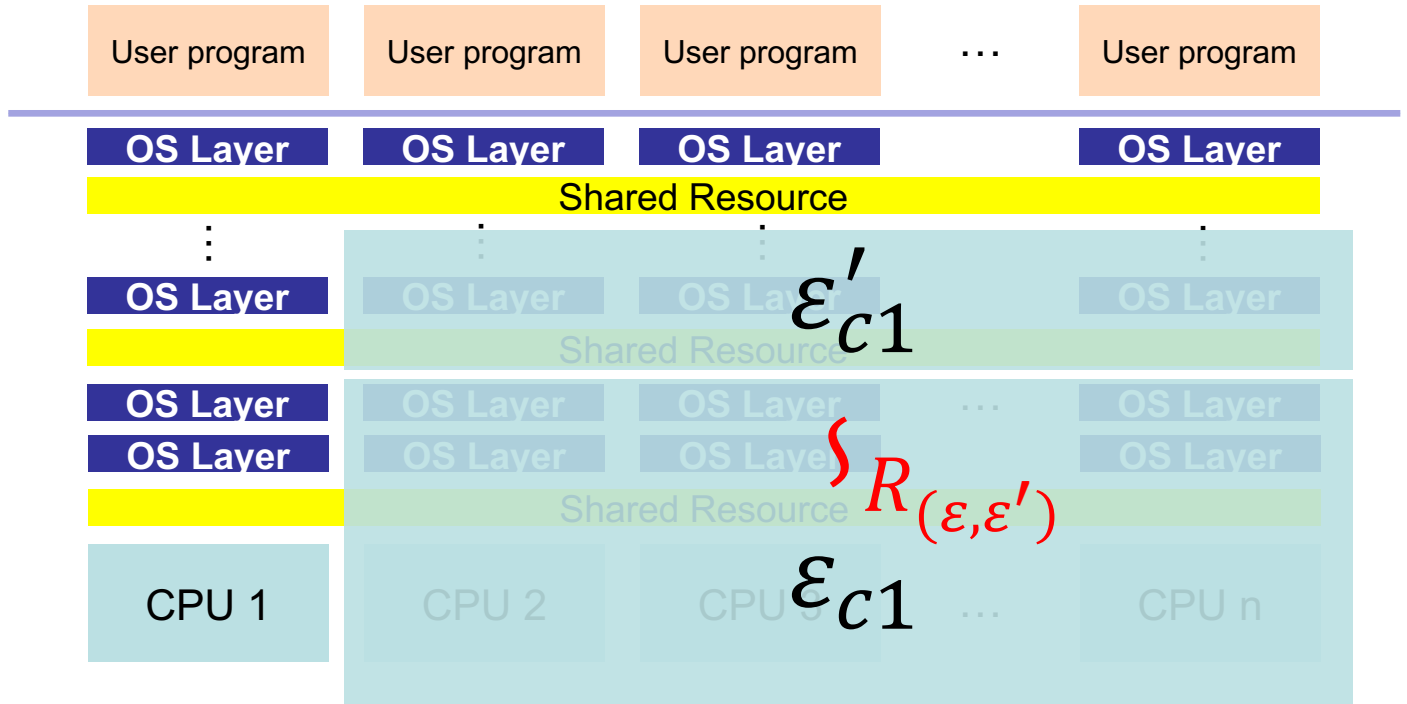 User program User program User program … User program
OS Layer OS Layer OS Layer OS Layer
Shared Resource
⋮ ⋮ ⋮ ⋮
OS Layer OS Layer OS Layer OS Layer
ε′c1
Shared Resource
OS Layer OS Layer OS Layer … OS Layer
OS Layer OS Layer OS Layer OS Layer
≀R(ε,ε′)
Shared Resource
CPU 1 CPU 2 CPU 3 … CPU n
εc1